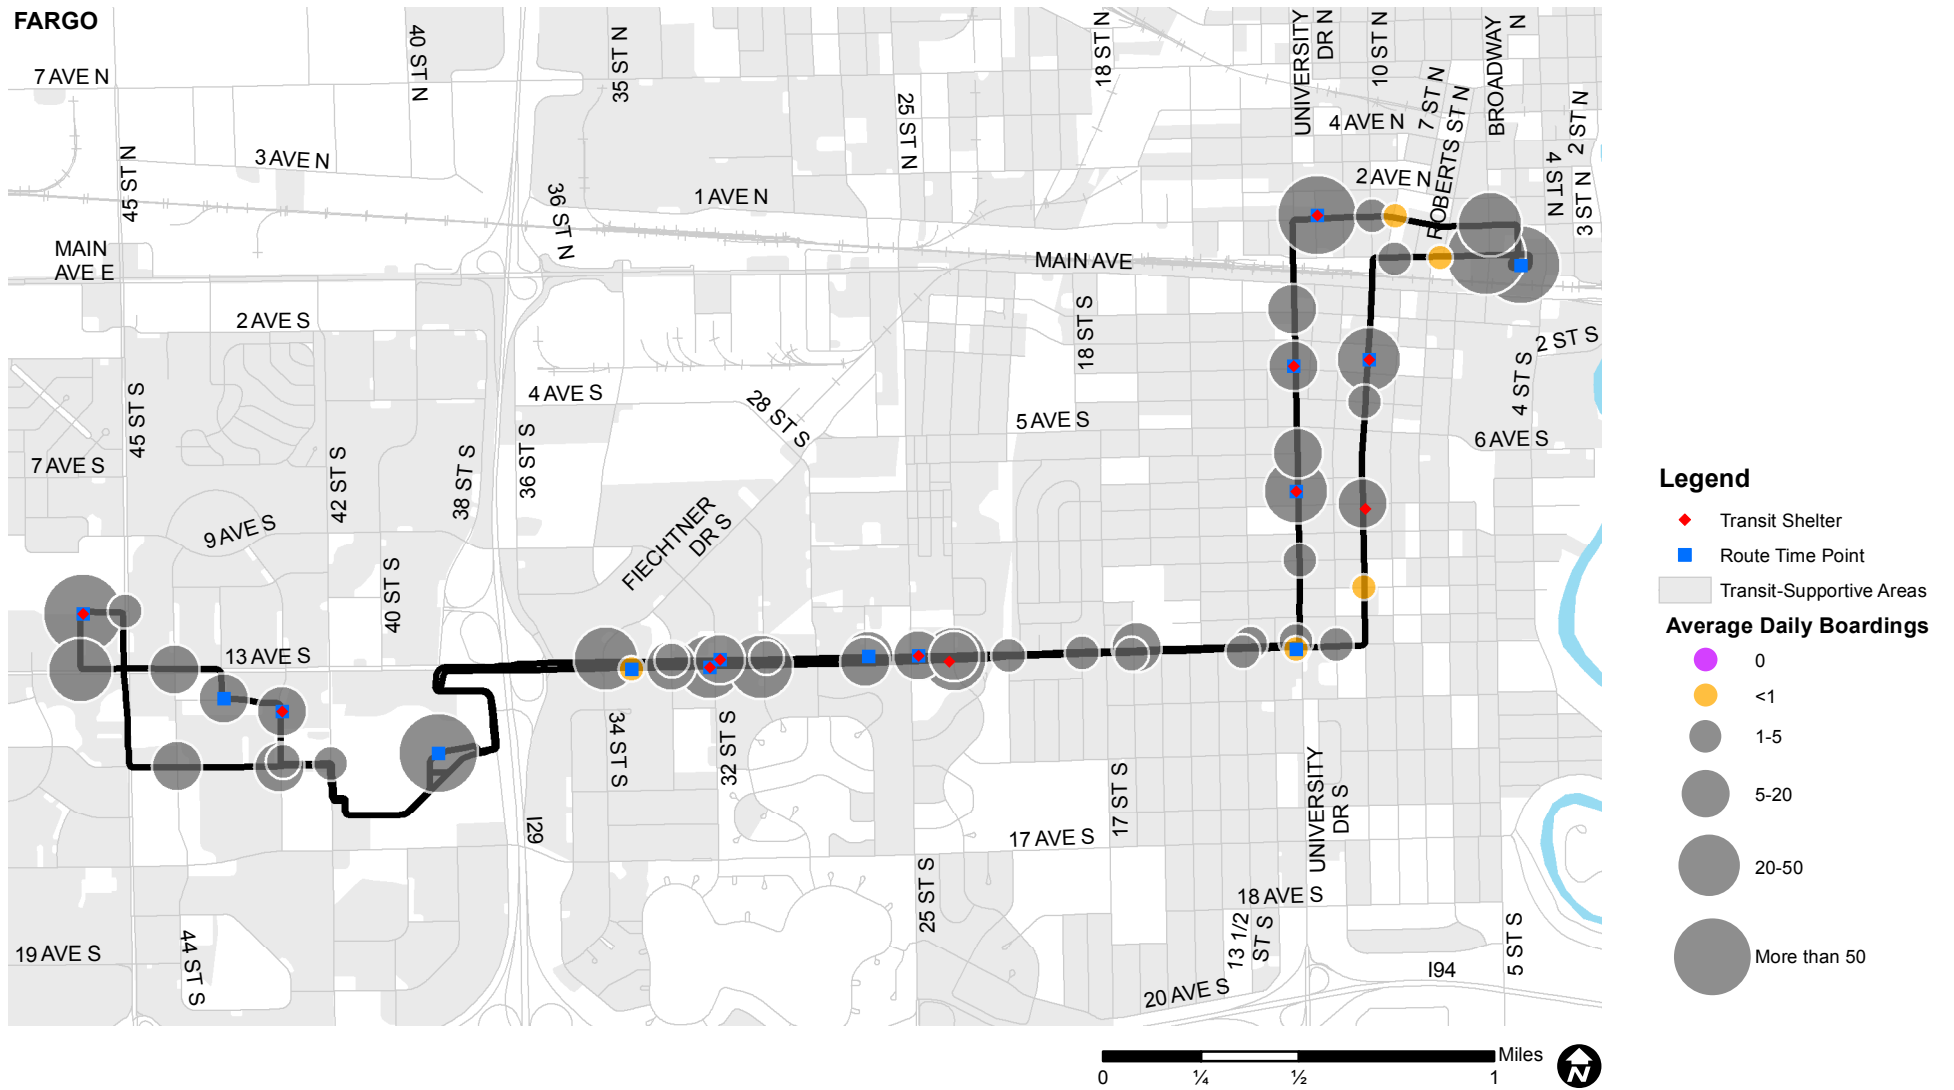 FARGO
7 AVE N
40 ST N
35 ST N
18 ST N
UNIVERSITY
DR N
10 ST N
7 ST N
BROADWAY
N
25 ST N
4 AVE N
ROBERTS ST N
2 ST N
3 AVE N
45 ST N
36 ST N
1 AVE N
2 AVE N
4 ST N
3 ST N
MAIN
AVE E
MAIN AVE
2 AVE S
18 ST S
2 ST S
45 ST S
4 AVE S
28 ST S
5 AVE S
4 ST S
6 AVE S
7 AVE S
42 ST S
38 ST S
36 ST S
9 AVE S
FIECHTNER
DR S
40 ST S
13 AVE S
34 ST S
32 ST S
17 ST S
UNIVERSITY
DR S
I29
17 AVE S
25 ST S
18 AVE S
13 1/2
ST S
5 ST S
19 AVE S
44 ST S
I94
20 AVE S
Legend
Transit Shelter
Route Time Point
Transit-Supportive Areas
Average Daily Boardings
0
<1
1-5
5-20
20-50
More than 50
Miles
0 ¼ ½ 1
N